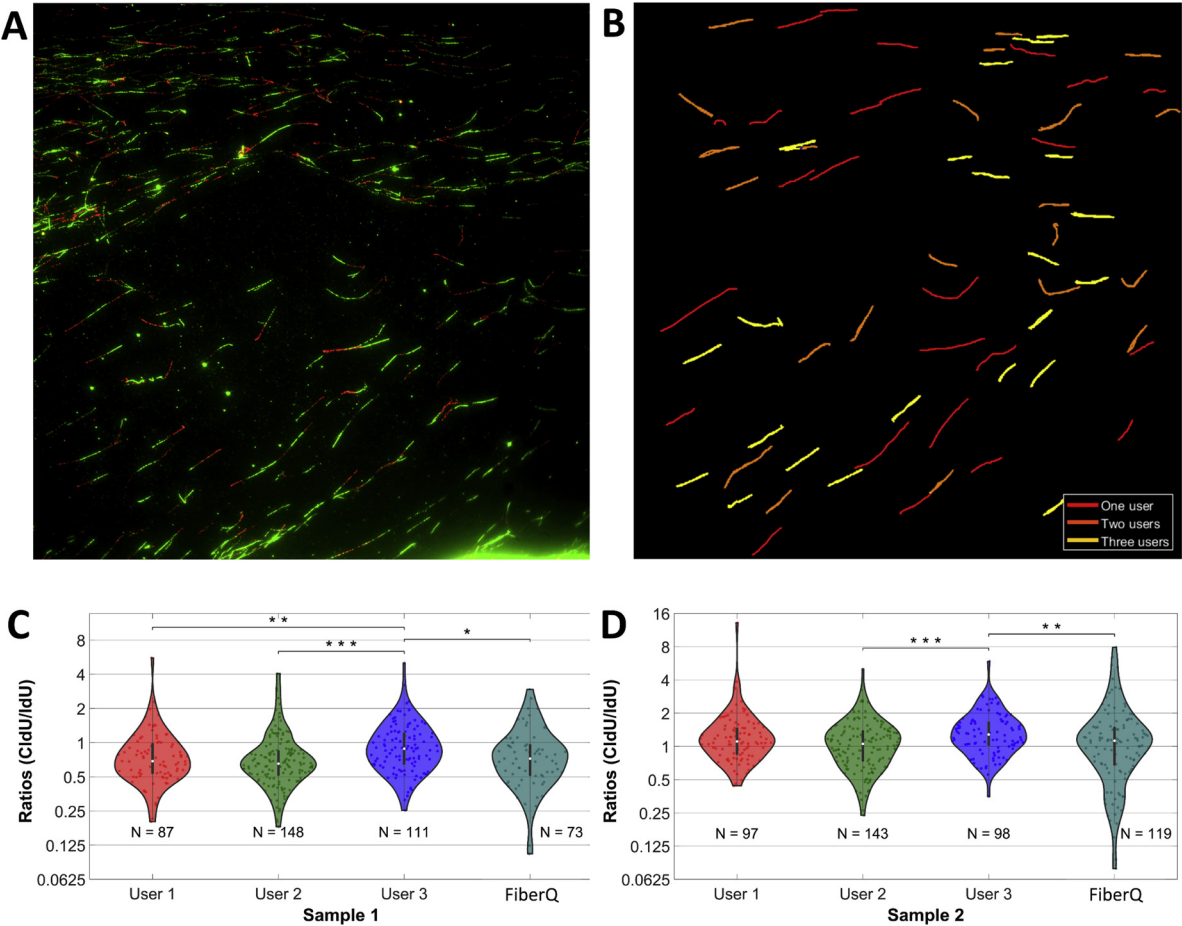 A
B
One user
Two users
Three users
C
Ratios (CldU/IdU)
8
4
2
1
0.5
0.25
0.125
0.0625
* *
* * *
*
N = 87
N = 148
N = 111
N = 73
User 1
User 2
User 3
FiberQ
Sample 1
D
Ratios (CldU/IdU)
16
8
4
2
1
0.5
0.25
0.125
0.0625
* * *
* *
N = 97
N = 143
N = 98
N = 119
User 1
User 2
User 3
FiberQ
Sample 2